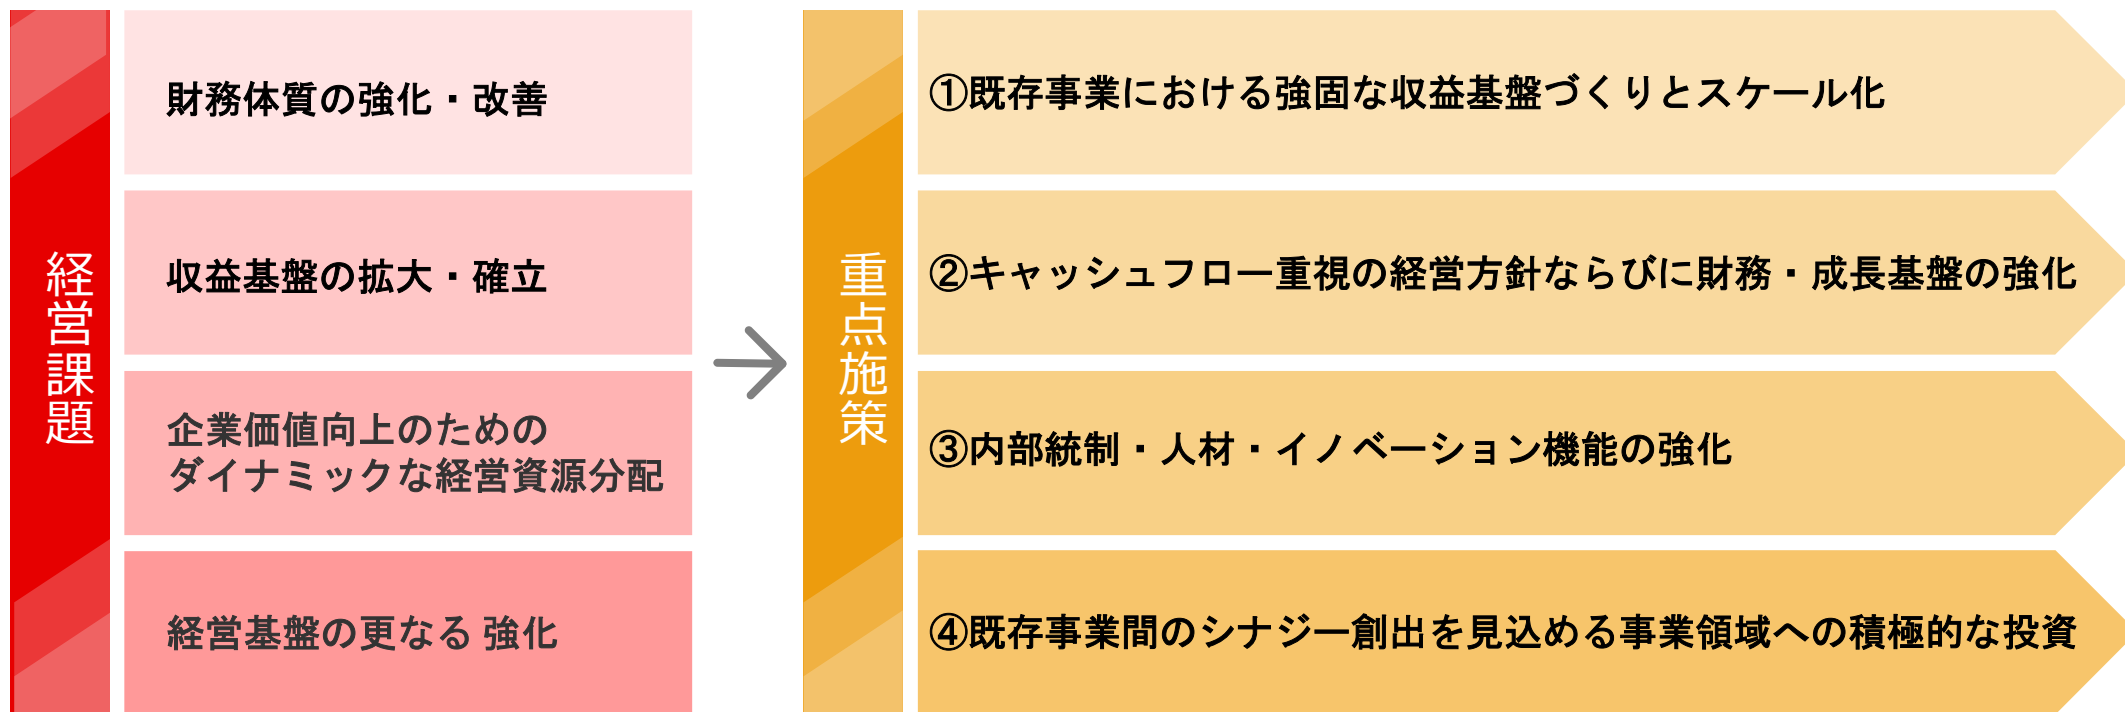 経営課題
財務体質の強化・改善
収益基盤の拡大・確立
企業価値向上のための
ダイナミックな経営資源分配
経営基盤の更なる 強化
重点施策
①既存事業における強固な収益基盤づくりとスケール化
②キャッシュフロー重視の経営方針ならびに財務・成長基盤の強化
③内部統制・人材・イノベーション機能の強化
④既存事業間のシナジー創出を見込める事業領域への積極的な投資